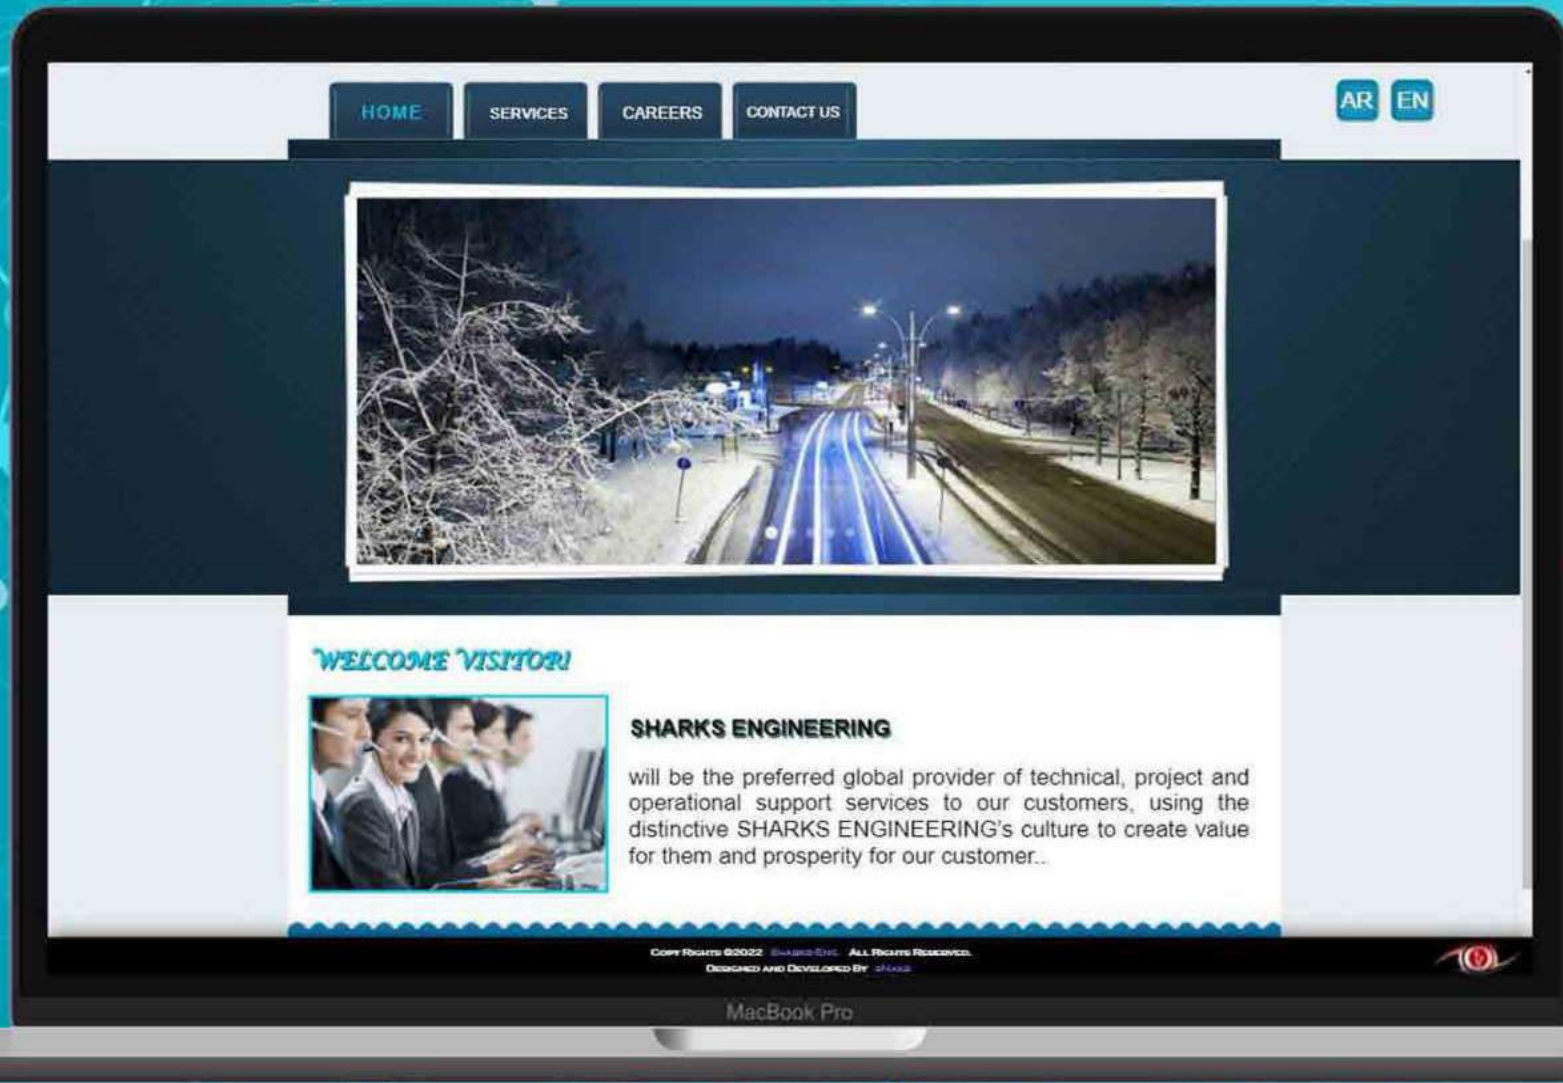 HOME SERVICES CAREERS CONTACT US AR EN
WELCOME VISITOR!
SHARKS ENGINEERING
will be the preferred global provider of technical, project and
operational support services to our customers, using the
distinctive SHARKS ENGINEERING's culture to create value
for them and prosperity for our customer..
COPY RIGHTS ©2022 SHARKS ENG. ALL RIGHTS RESERVED.
DESIGNED AND DEVELOPED BY
MacBook Pro